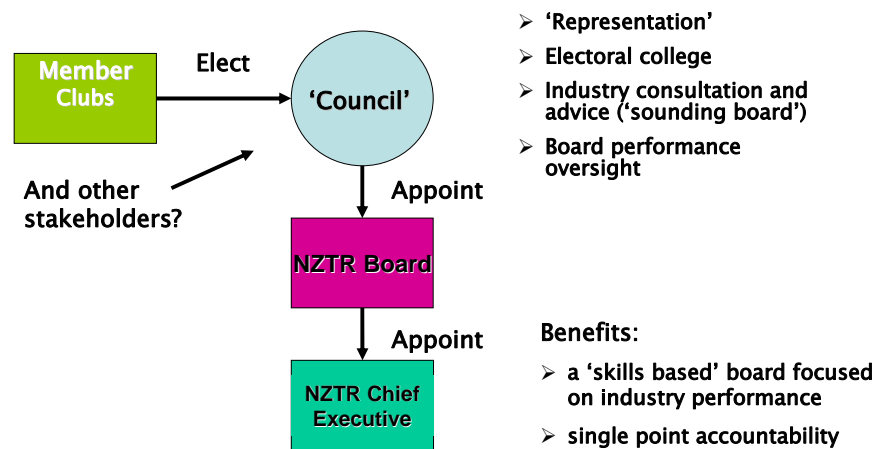 Member
Clubs
Elect
‘Council’
And other
stakeholders?
Appoint
NZTR Board
Appoint
NZTR Chief
Executive
‘Representation’
Electoral college
Industry consultation and
advice (‘sounding board’)
Board performance
oversight
Benefits:
a ‘skills based’ board focused
on industry performance
single point accountability